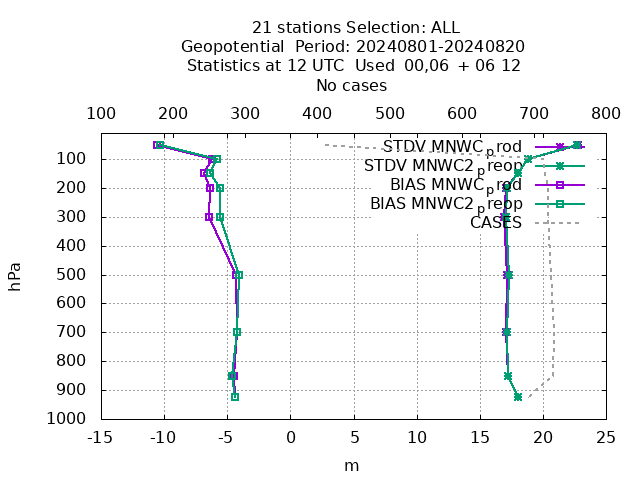 21 stations Selection: ALL
Geopotential Period: 20240801-20240820
Statistics at 12 UTC Used 00,06 + 06 12
No cases
100 200 300 400 500 600 700 800
STDV MNWC_prod
STDV MNWC2_preop
BIAS MNWC_prod
BIAS MNWC2_preop
CASES
100
200
300
400
500
600
700
800
900
1000
hPa
-15 -10 -5 0 5 10 15 20 25
m